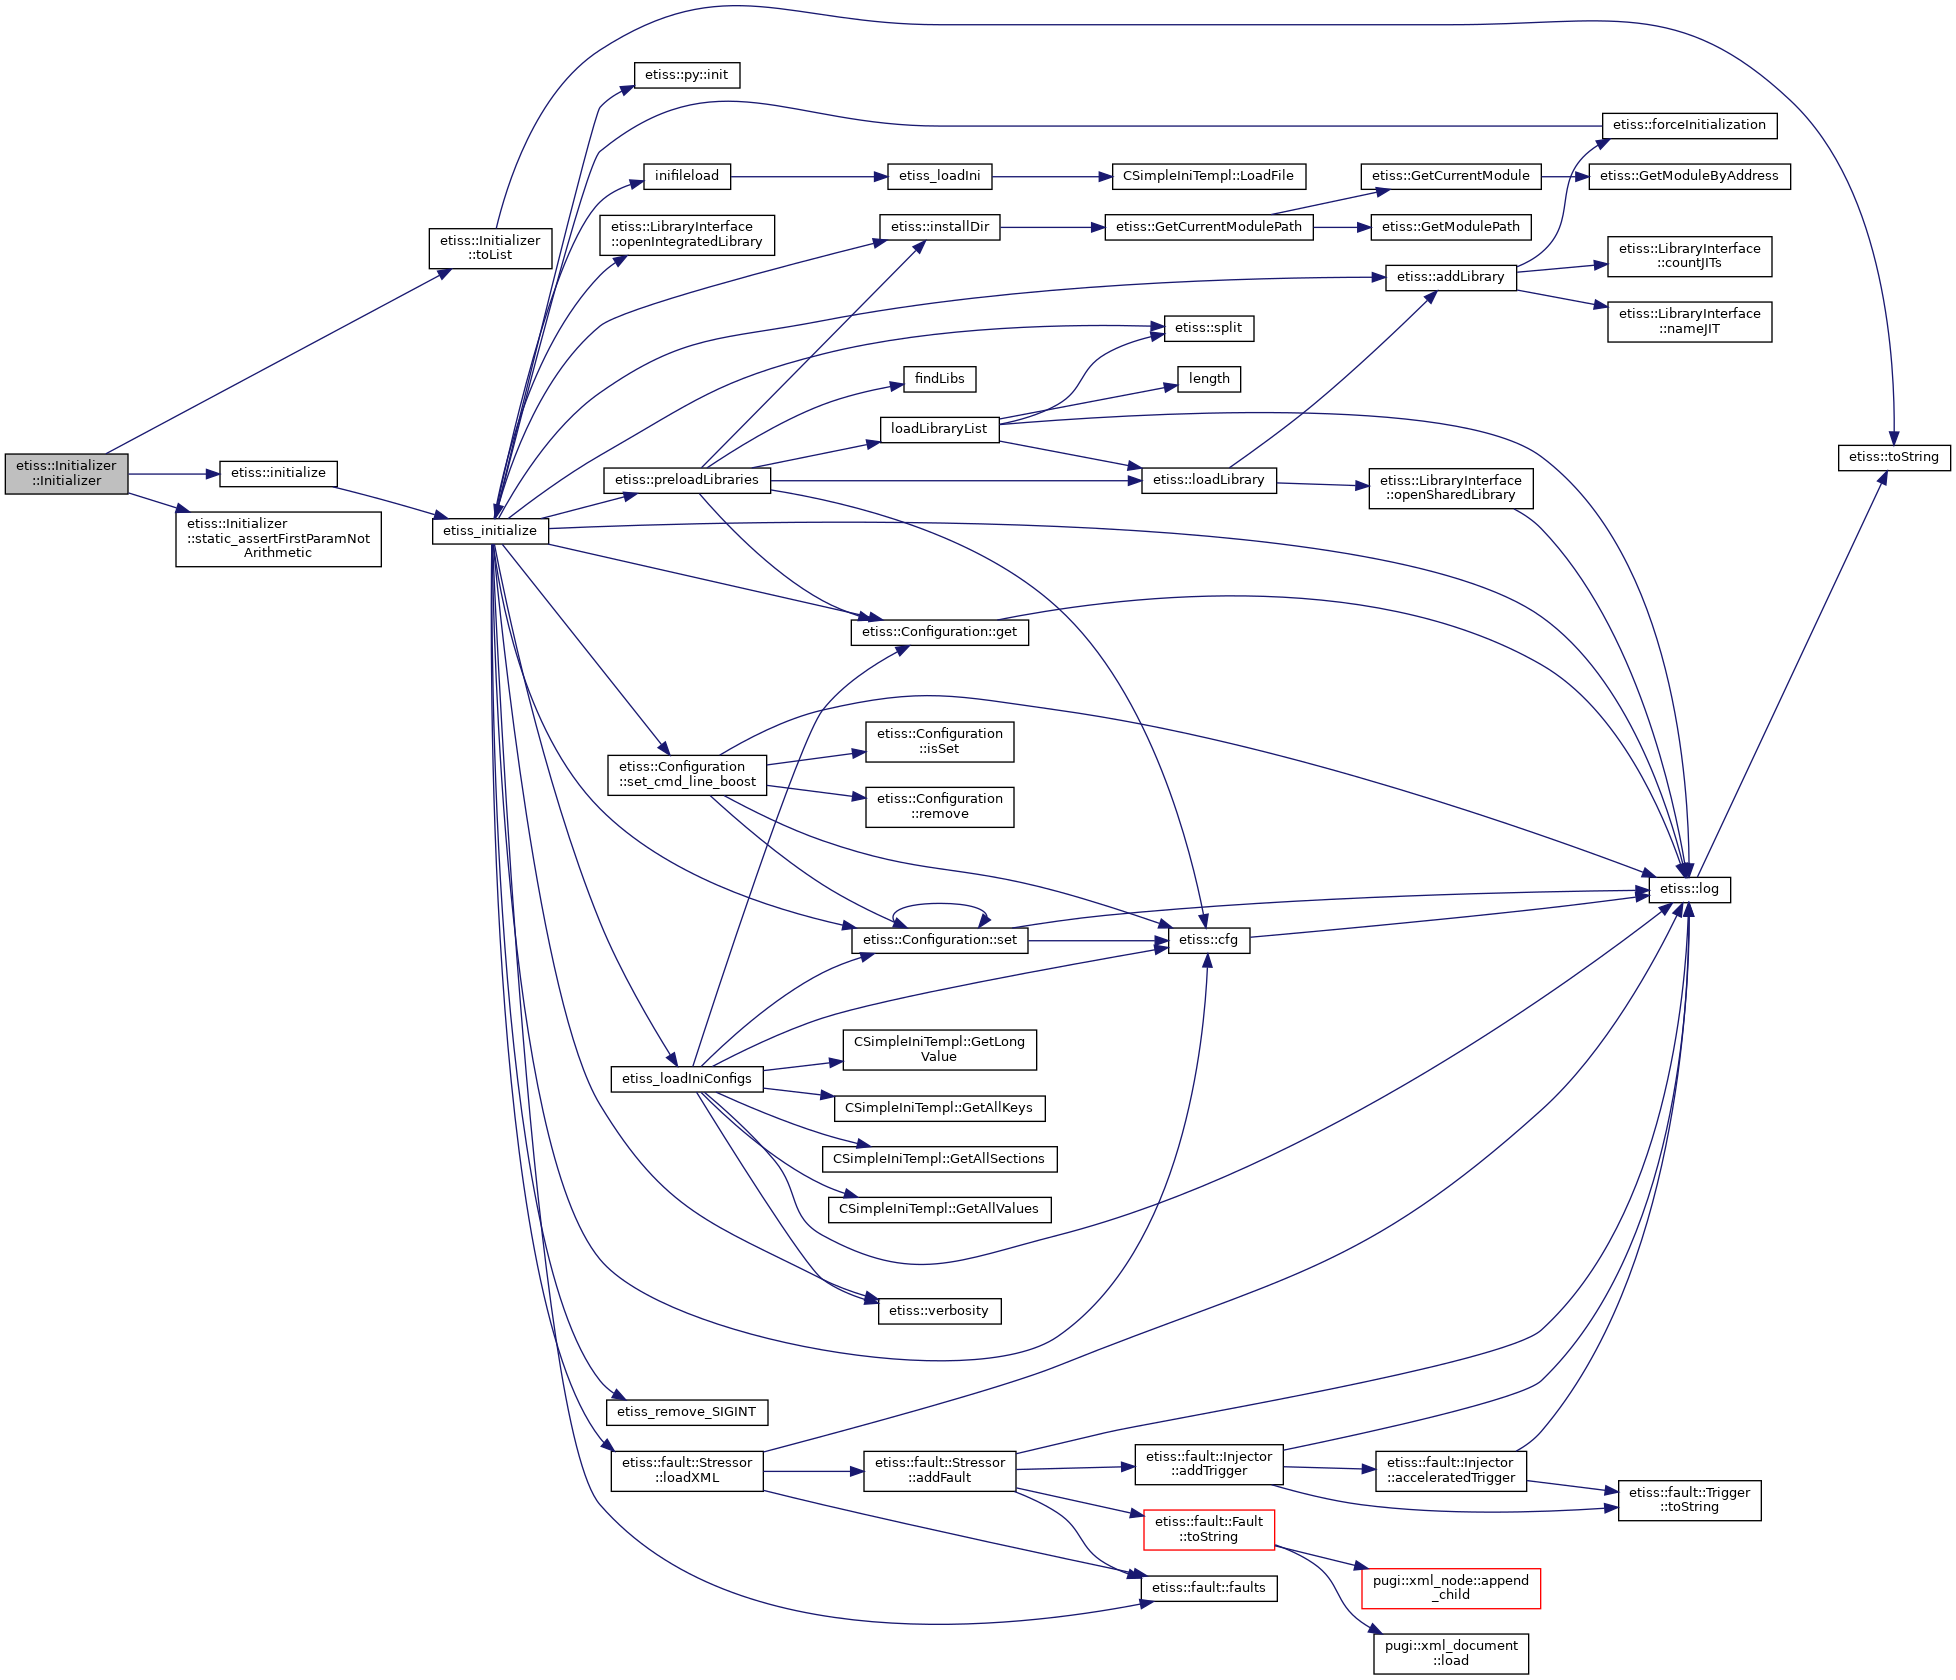 etiss::py::init
etiss::forceInitialization
inifileload
etiss_loadIni
CSimpleIniTempl::LoadFile
etiss::GetCurrentModule
etiss::GetModuleByAddress
etiss::LibraryInterface
::openIntegratedLibrary
etiss::installDir
etiss::GetCurrentModulePath
etiss::GetModulePath
etiss::Initializer
::toList
etiss::LibraryInterface
::countJITs
etiss::addLibrary
etiss::LibraryInterface
::nameJIT
etiss::split
findLibs
length
loadLibraryList
etiss::toString
etiss::Initializer
::Initializer
etiss::initialize
etiss::preloadLibraries
etiss::loadLibrary
etiss::LibraryInterface
::openSharedLibrary
etiss::Initializer
::static_assertFirstParamNot
Arithmetic
etiss_initialize
etiss::Configuration::get
etiss::Configuration
::isSet
etiss::Configuration
::set_cmd_line_boost
etiss::Configuration
::remove
etiss::log
etiss::Configuration::set
etiss::cfg
CSimpleIniTempl::GetLong
Value
etiss_loadIniConfigs
CSimpleIniTempl::GetAllKeys
CSimpleIniTempl::GetAllSections
CSimpleIniTempl::GetAllValues
etiss::verbosity
etiss_remove_SIGINT
etiss::fault::Stressor
::loadXML
etiss::fault::Stressor
::addFault
etiss::fault::Injector
::addTrigger
etiss::fault::Injector
::acceleratedTrigger
etiss::fault::Trigger
::toString
etiss::fault::Fault
::toString
etiss::fault::faults
pugi::xml_node::append
_child
pugi::xml_document
::load